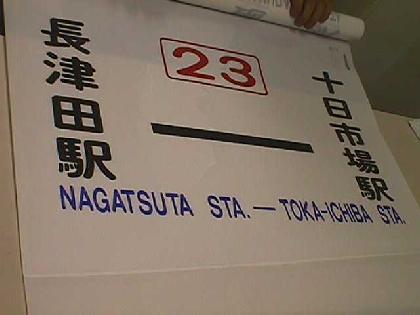 23
長津田駅 — 十日市場駅
NAGATSUTA STA. — TOKA-ICHIBA STA.